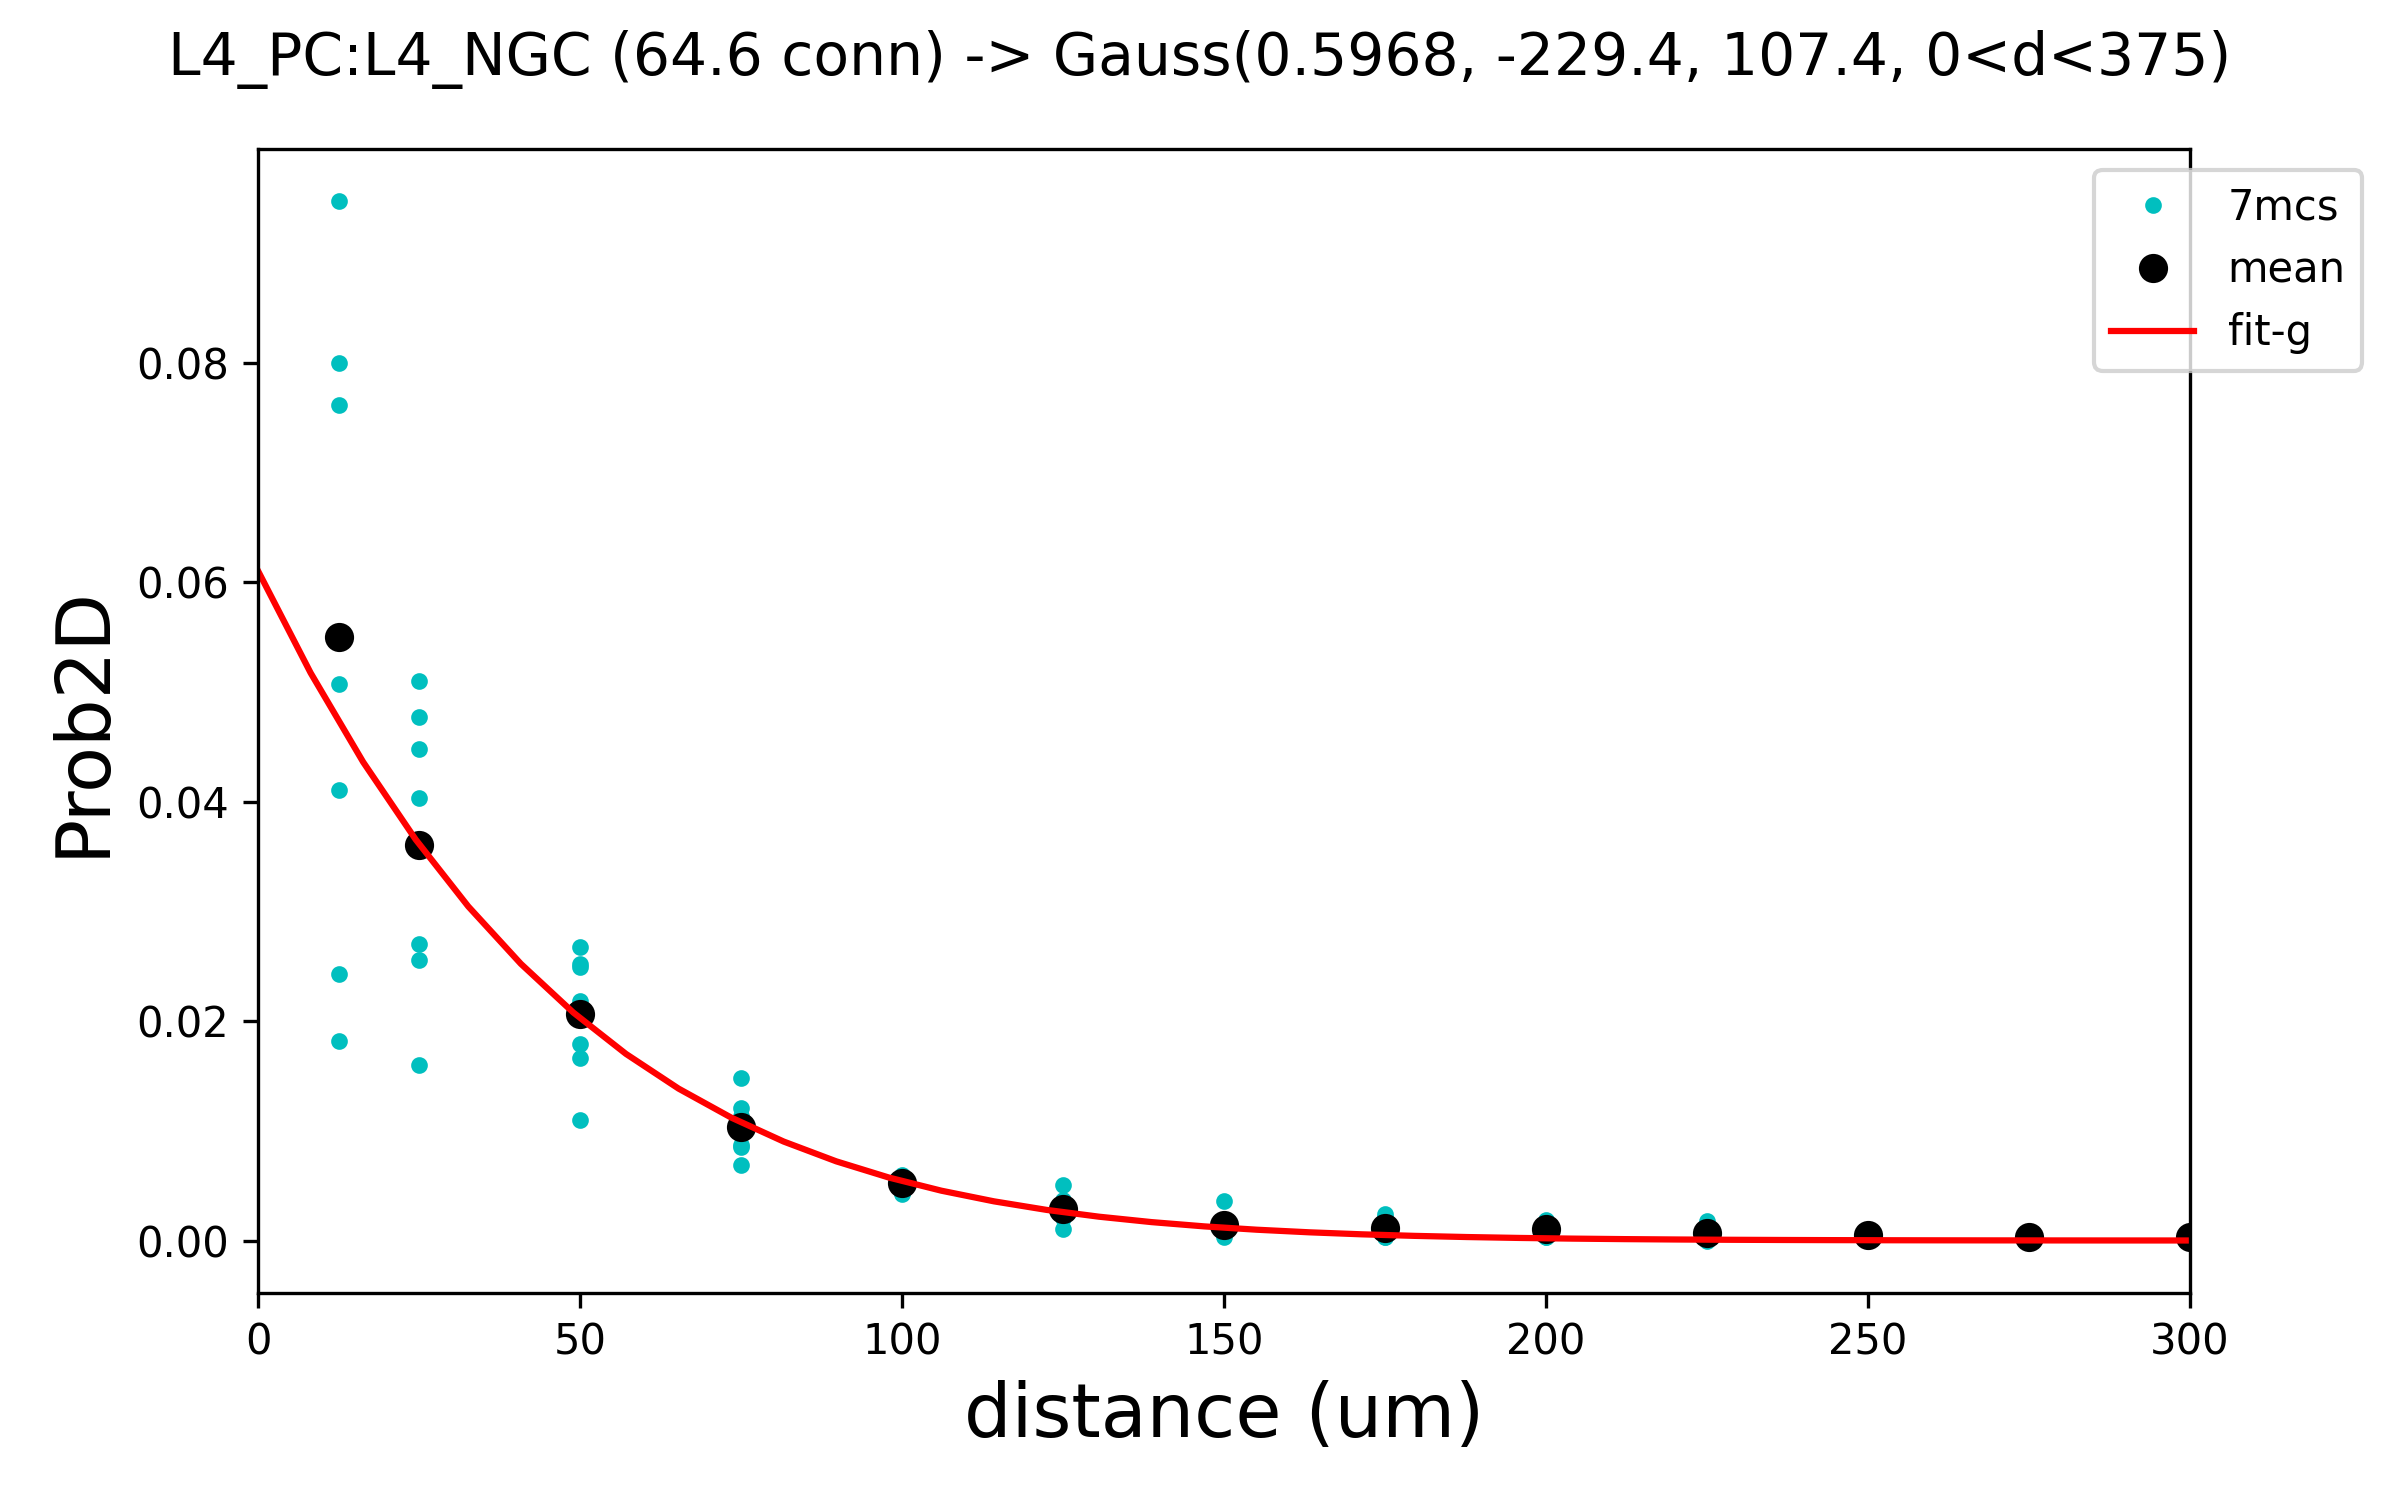 L4_PC:L4_NGC (64.6 conn) -> Gauss(0.5968, -229.4, 107.4, 0<d<375)
7mcs
mean
fit-g
0.08
0.06
0.04
0.02
0.00
Prob2D
0 50 100 150 200 250 300
distance (um)